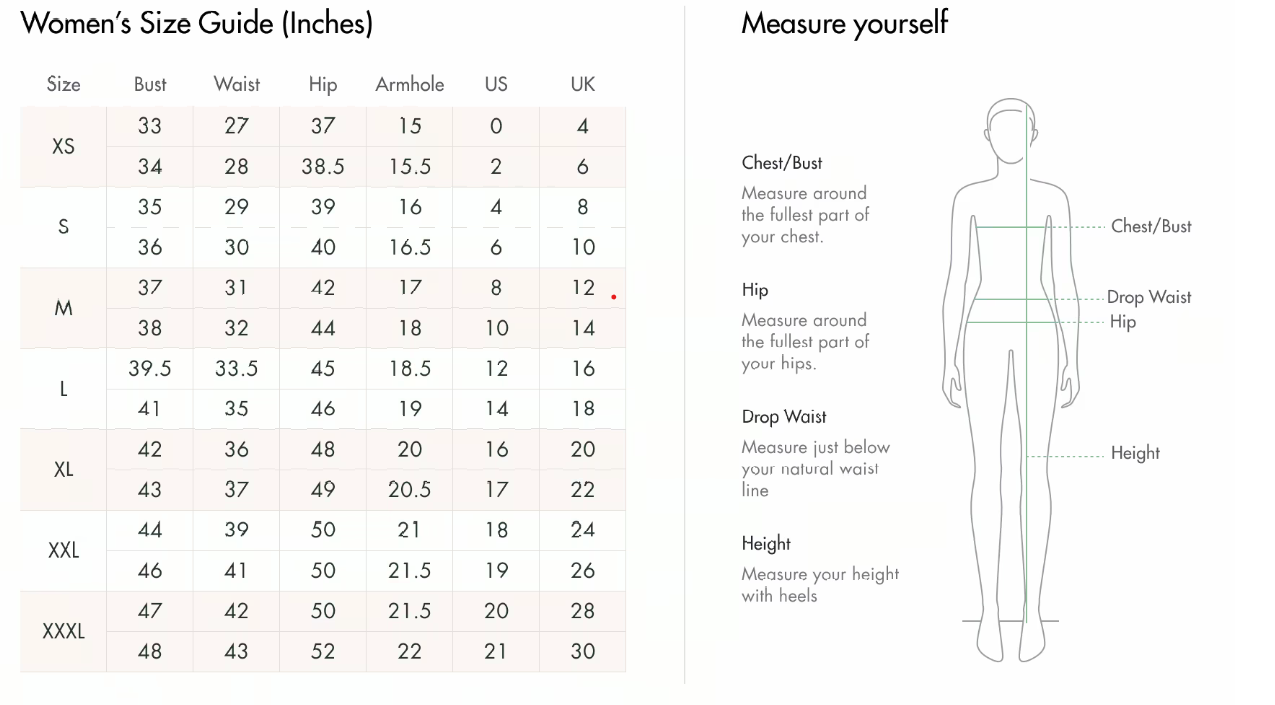 Women's Size Guide (Inches)
Size Bust Waist Hip Armhole US UK
XS
33 27 37 15 0 4
34 28 38.5 15.5 2 6
S
35 29 39 16 4 8
36 30 40 16.5 6 10
M
37 31 42 17 8 12
38 32 44 18 10 14
L
39.5 33.5 45 18.5 12 16
41 35 46 19 14 18
XL
42 36 48 20 16 20
43 37 49 20.5 17 22
XXL
44 39 50 21 18 24
46 41 50 21.5 19 26
XXXL
47 42 50 21.5 20 28
48 43 52 22 21 30
Measure yourself
Chest/Bust
Measure around
the fullest part of
your chest.
Hip
Measure around
the fullest part of
your hips.
Drop Waist
Measure just below
your natural waist
line
Height
Measure your height
with heels
Chest/Bust
Drop Waist
Hip
Height